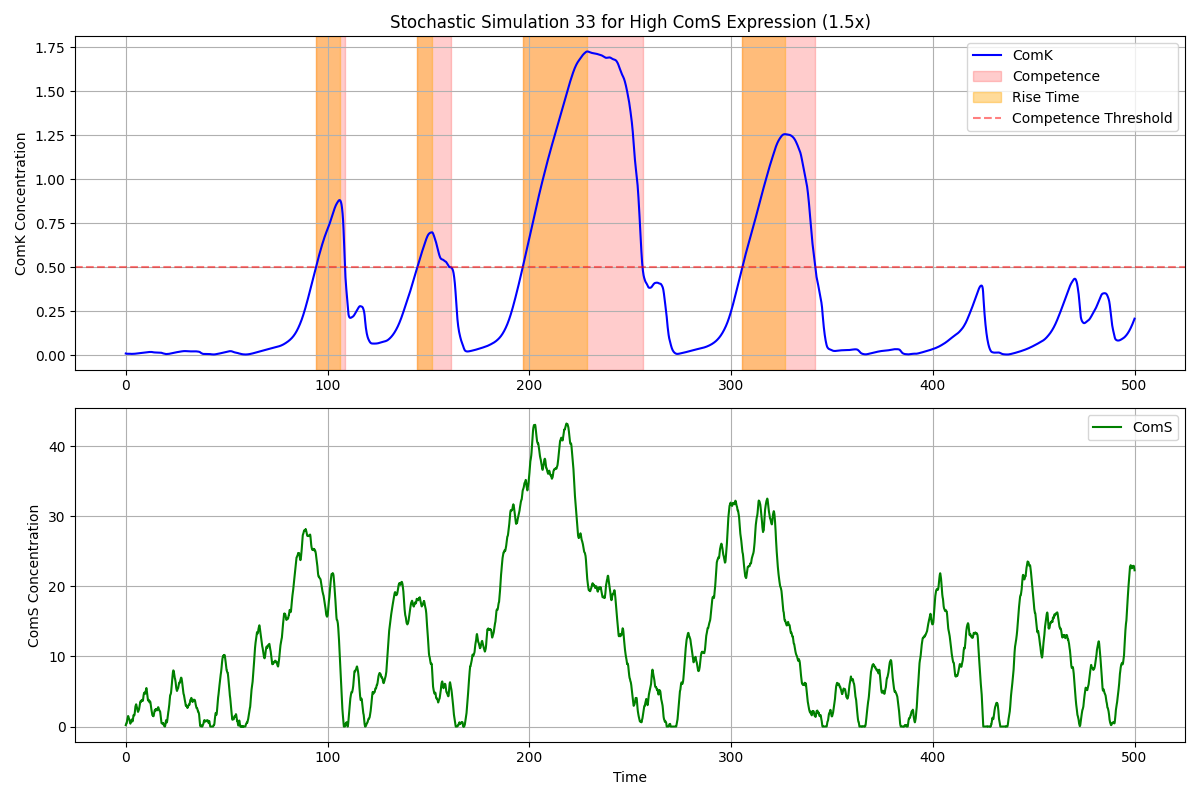 Stochastic Simulation 33 for High ComS Expression (1.5x)
ComK Concentration
1.75
1.50
1.25
1.00
0.75
0.50
0.25
0.00
ComK
Competence
Rise Time
Competence Threshold
0 100 200 300 400 500
ComS Concentration
40
30
20
10
0
ComS
0 100 200 300 400 500
Time